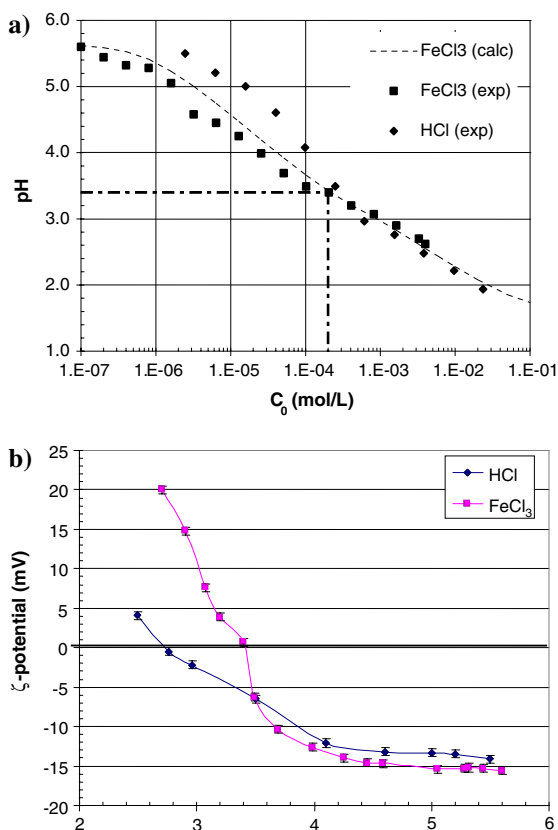 a)
6.0
5.0
4.0
3.0
2.0
1.0
pH
FeCl3 (calc)
FeCl3 (exp)
HCl (exp)
1.E-07 1.E-06 1.E-05 1.E-04 1.E-03 1.E-02 1.E-01
C0 (mol/L)
b)
25
20
15
10
5
0
-5
-10
-15
-20
ζ-potential (mV)
HCl
FeCl3
2 3 4 5 6